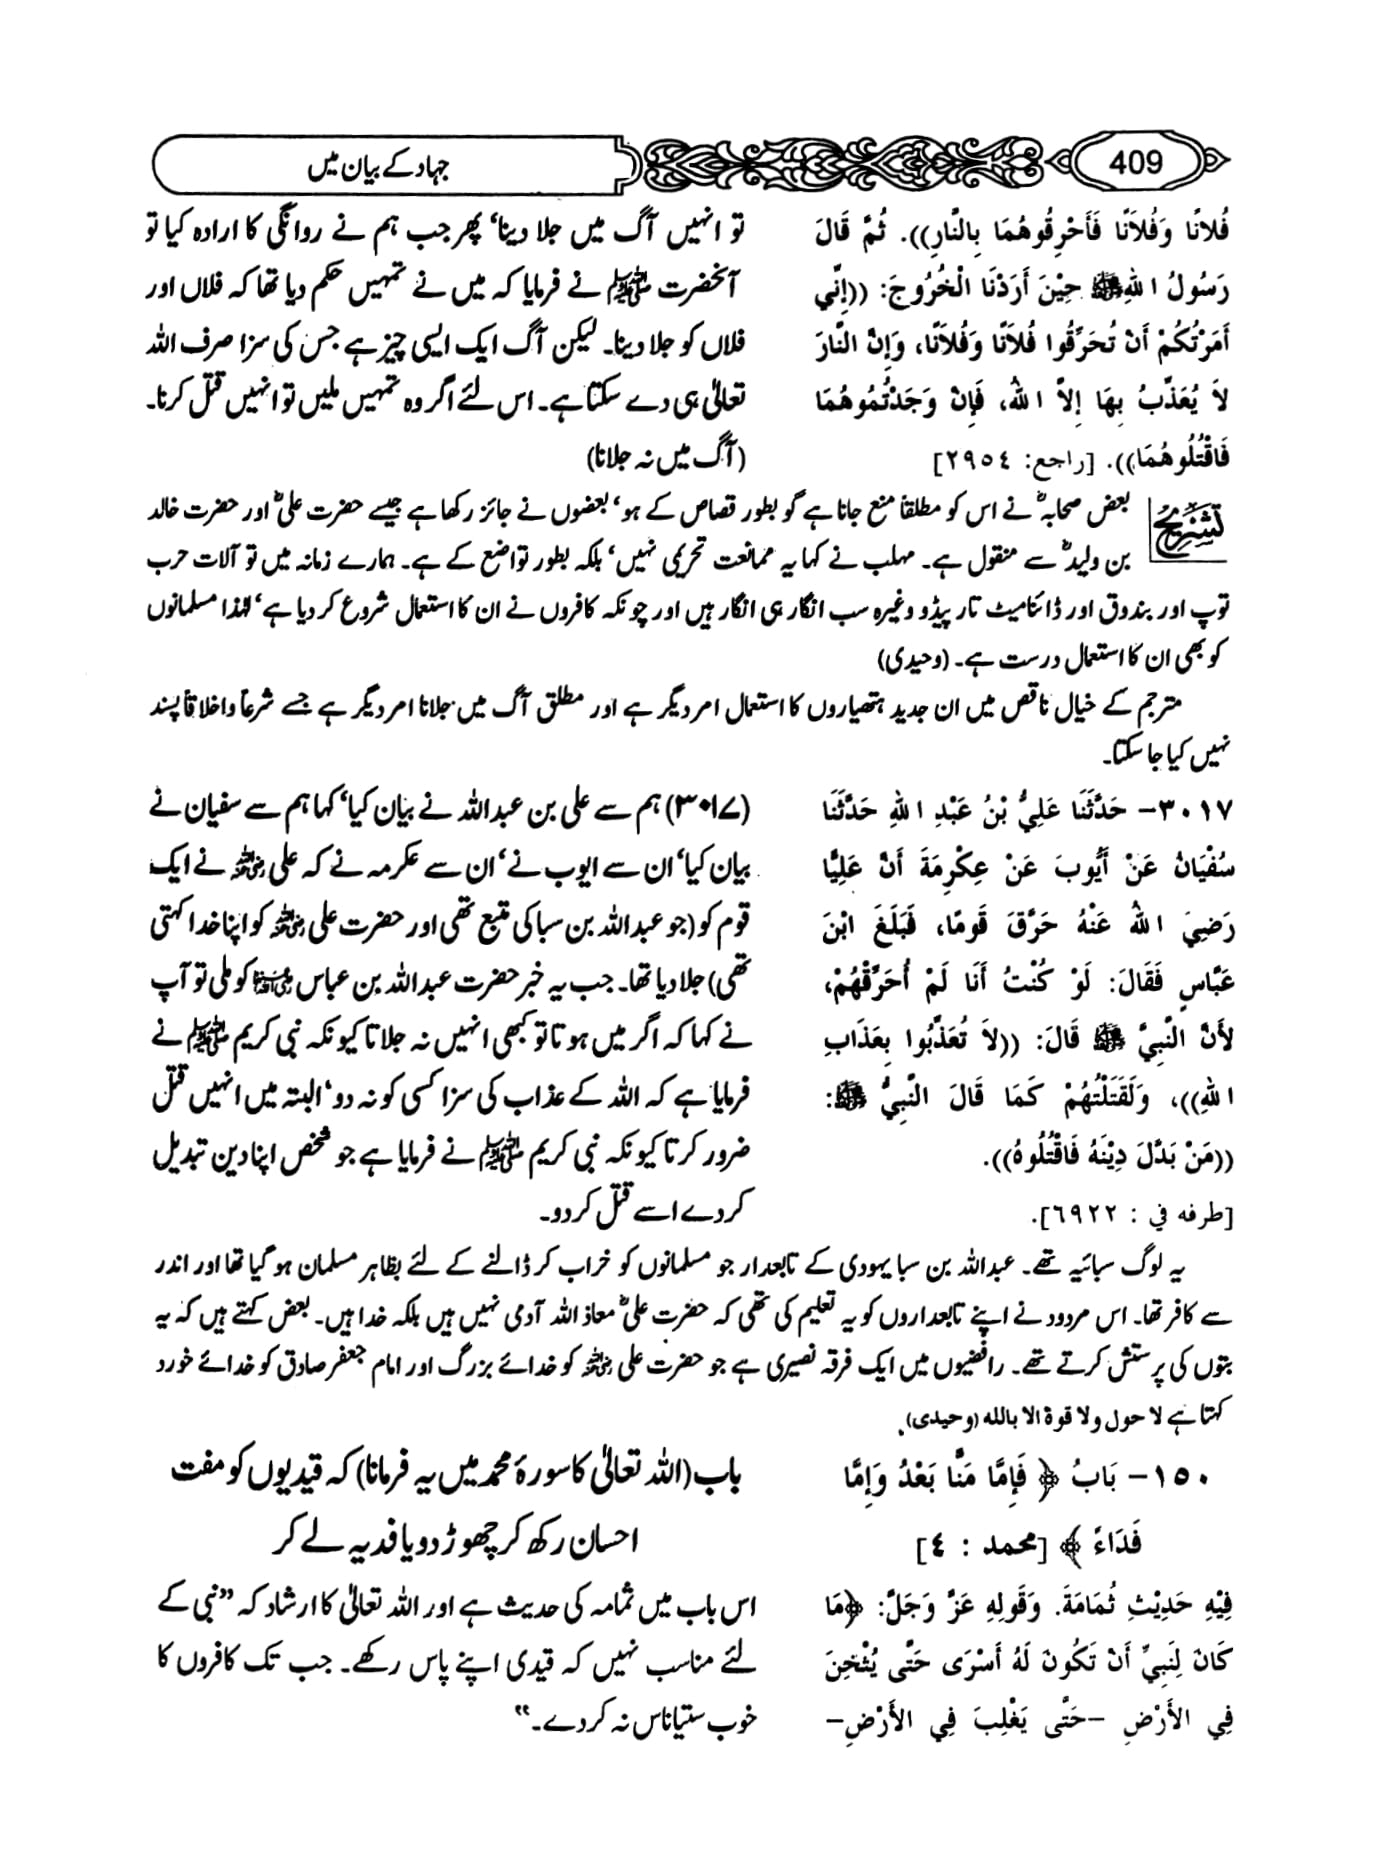 409
جہاد کے بیان میں
فُلاَنًا وَفُلاَنًا فَأَحْرِقُوهُمَا بِالنَّارِ)). ثُمَّ قَالَ
رَسُولُ اللهِ ﷺ حِيْنَ أَرَدْنَا الْخُرُوجَ: ((إِنِّي
أَمَرْتُكُمْ أَنْ تُحَرِّقُوا فُلاَنًا وَفُلاَنًا، وَإِنَّ النَّارَ
لاَ يُعَذِّبُ بِهَا إِلاَّ اللهُ، فَإِنْ وَجَدْتُمُوهُمَا
فَاقْتُلُوهُمَا)). [راجع: ٢٩٥٤]
تو انہیں آگ میں جلا دینا‘ پھر جب ہم نے روانگی کا ارادہ کیا تو
آنحضرت ﷺ نے فرمایا کہ میں نے تمہیں حکم دیا تھا کہ فلاں اور
فلاں کو جلا دینا۔ لیکن آگ ایک ایسی چیز ہے جس کی سزا صرف اللہ
تعالیٰ ہی دے سکتا ہے۔ اس لئے اگر وہ تمہیں ملیں تو انہیں قتل کرنا۔
(آگ میں نہ جلانا)
تشریح بعض صحابہؓ نے اس کو مطلقاً منع جانا ہے گو بطور قصاص کے ہو‘ بعضوں نے جائز رکھا ہے جیسے حضرت علیؓ اور حضرت خالد
بن ولیدؓ سے منقول ہے۔ مہلب نے کہا یہ ممانعت تحریمی نہیں‘ بلکہ بطور تواضع کے ہے۔ ہمارے زمانہ میں تو آلات حرب
توپ اور بندوق اور ڈائنامیٹ تارپیڈو وغیرہ سب انگار ہی انگار ہیں اور چونکہ کافروں نے ان کا استعمال شروع کر دیا ہے‘ لہٰذا مسلمانوں
کو بھی ان کا استعمال درست ہے۔ (وحیدی)
مترجم کے خیال ناقص میں ان جدید ہتھیاروں کا استعمال امر دیگر ہے اور مطلق آگ میں جلانا امر دیگر ہے جسے شرعاً و اخلاقاً پسند
نہیں کیا جا سکتا۔
٣٠١٧- حَدَّثَنَا عَلِيُّ بْنُ عَبْدِ اللهِ حَدَّثَنَا
سُفْيَانُ عَنْ أَيُّوبَ عَنْ عِكْرِمَةَ أَنَّ عَلِيًّا
رَضِيَ اللهُ عَنْهُ حَرَّقَ قَومًا، فَبَلَغَ ابْنَ
عَبَّاسٍ فَقَالَ: لَوْ كُنْتُ أَنَا لَمْ أُحَرِّقْهُمْ،
لأَنَّ النَّبِيَّ ﷺ قَالَ: ((لاَ تُعَذِّبُوا بِعَذَابِ
اللهِ))، وَلَقَتَلْتُهُمْ كَمَا قَالَ النَّبِيُّ ﷺ:
((مَنْ بَدَّلَ دِيْنَهُ فَاقْتُلُوهُ)).
[طرفه في : ٦٩٢٢].
(۳۰۱۷) ہم سے علی بن عبداللہ نے بیان کیا‘ کہا ہم سے سفیان نے
بیان کیا‘ ان سے ایوب نے‘ ان سے عکرمہ نے کہ علی رضی اللہ عنہ نے ایک
قوم کو (جو عبداللہ بن سبا کی متبع تھی اور حضرت علی رضی اللہ عنہ کو اپنا خدا کہتی
تھی) جلا دیا تھا۔ جب یہ خبر حضرت عبداللہ بن عباس رضی اللہ عنہما کو ملی تو آپ
نے کہا کہ اگر میں ہوتا تو کبھی انہیں نہ جلاتا کیونکہ نبی کریم ﷺ نے
فرمایا ہے کہ اللہ کے عذاب کی سزا کسی کو نہ دو‘ البتہ میں انہیں قتل
ضرور کرتا کیونکہ نبی کریم ﷺ نے فرمایا ہے جو شخص اپنا دین تبدیل
کر دے اسے قتل کر دو۔
یہ لوگ سبائیہ تھے۔ عبداللہ بن سبا یہودی کے تابعدار جو مسلمانوں کو خراب کر ڈالنے کے لئے بظاہر مسلمان ہو گیا تھا اور اندر
سے کافر تھا۔ اس مردود نے اپنے تابعداروں کو یہ تعلیم کی تھی کہ حضرت علیؓ معاذ اللہ آدمی نہیں ہیں بلکہ خدا ہیں۔ بعض کہتے ہیں کہ یہ
بتوں کی پرستش کرتے تھے۔ رافضیوں میں ایک فرقہ نصیری ہے جو حضرت علی رضی اللہ عنہ کو خدائے بزرگ اور امام جعفر صادق کو خدائے خورد
کہتا ہے لا حول ولا قوة الا بالله (وحیدی).
١٥٠- بَابُ ﴿ فَإِمَّا مَنًّا بَعْدُ وَإِمَّا
فَدَاءً ﴾ [محمد : ٤]
باب (اللہ تعالیٰ کا سورۂ محمد میں یہ فرمانا) کہ قیدیوں کو مفت
احسان رکھ کر چھوڑ دو یا فدیہ لے کر
فِيْهِ حَدِيْثِ ثُمَامَةَ. وَقَولِهِ عَزَّ وَجَلَّ: ﴿مَا
كَانَ لِنَبِيٍّ أَنْ تَكُونَ لَهُ أَسْرَى حَتَّى يُثْخِنَ
فِي الأَرْضِ -حَتَّى يَغْلِبَ فِي الأَرْضِ-
اس باب میں ثمامہ کی حدیث ہے اور اللہ تعالیٰ کا ارشاد کہ ”نبی کے
لئے مناسب نہیں کہ قیدی اپنے پاس رکھے۔ جب تک کافروں کا
خوب ستیاناس نہ کر دے۔“